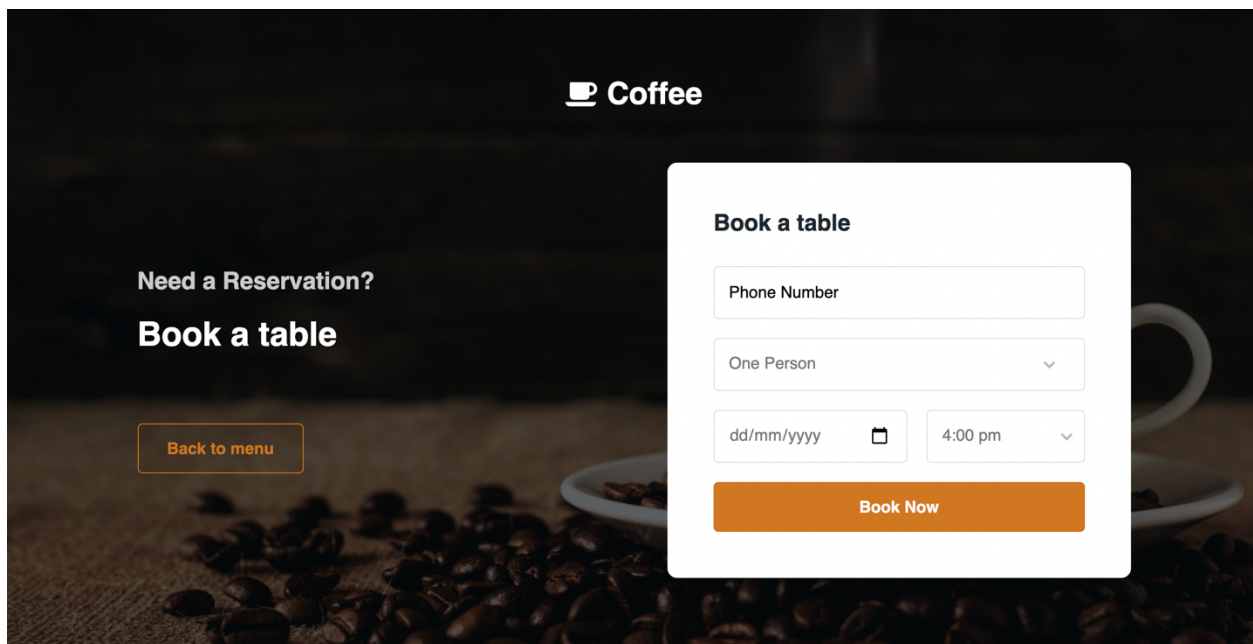 Coffee
Need a Reservation?
Book a table
Back to menu
Book a table
Phone Number
One Person
dd/mm/yyyy
4:00 pm
Book Now